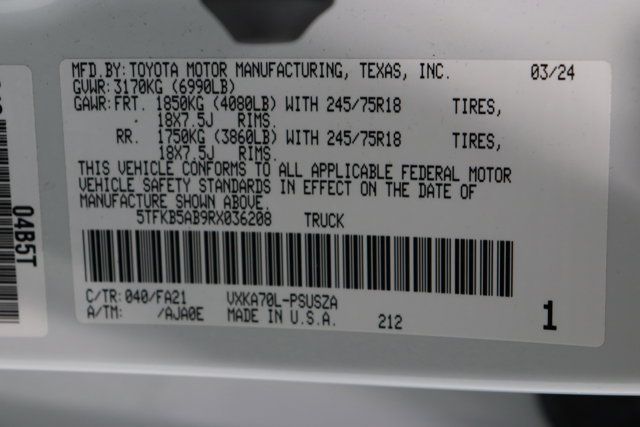 MFD.BY:TOYOTA MOTOR MANUFACTURING, TEXAS, INC. 03/24
GVWR:3170KG (6990LB)
GAWR:FRT. 1850KG (4080LB) WITH 245/75R18 TIRES,
18X7.5J RIMS.
RR. 1750KG (3860LB) WITH 245/75R18 TIRES,
18X7.5J RIMS.
THIS VEHICLE CONFORMS TO ALL APPLICABLE FEDERAL MOTOR
VEHICLE SAFETY STANDARDS IN EFFECT ON THE DATE OF
MANUFACTURE SHOWN ABOVE.
5TFKB5AB9RX036208 TRUCK
C/TR:040/FA21 VXKA70L-PSUSZA
A/TM: /AJA0E MADE IN U.S.A. 212 1
04B5T